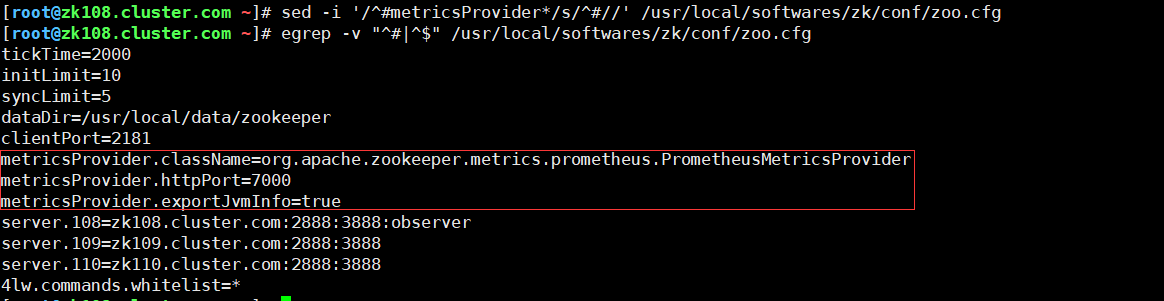 [root@zk108.cluster.com ~]# sed -i '/^#metricsProvider*/s/^#//' /usr/local/softwares/zk/conf/zoo.cfg
[root@zk108.cluster.com ~]# egrep -v "^#|^$" /usr/local/softwares/zk/conf/zoo.cfg
tickTime=2000
initLimit=10
syncLimit=5
dataDir=/usr/local/data/zookeeper
clientPort=2181
metricsProvider.className=org.apache.zookeeper.metrics.prometheus.PrometheusMetricsProvider
metricsProvider.httpPort=7000
metricsProvider.exportJvmInfo=true
server.108=zk108.cluster.com:2888:3888:observer
server.109=zk109.cluster.com:2888:3888
server.110=zk110.cluster.com:2888:3888
4lw.commands.whitelist=*